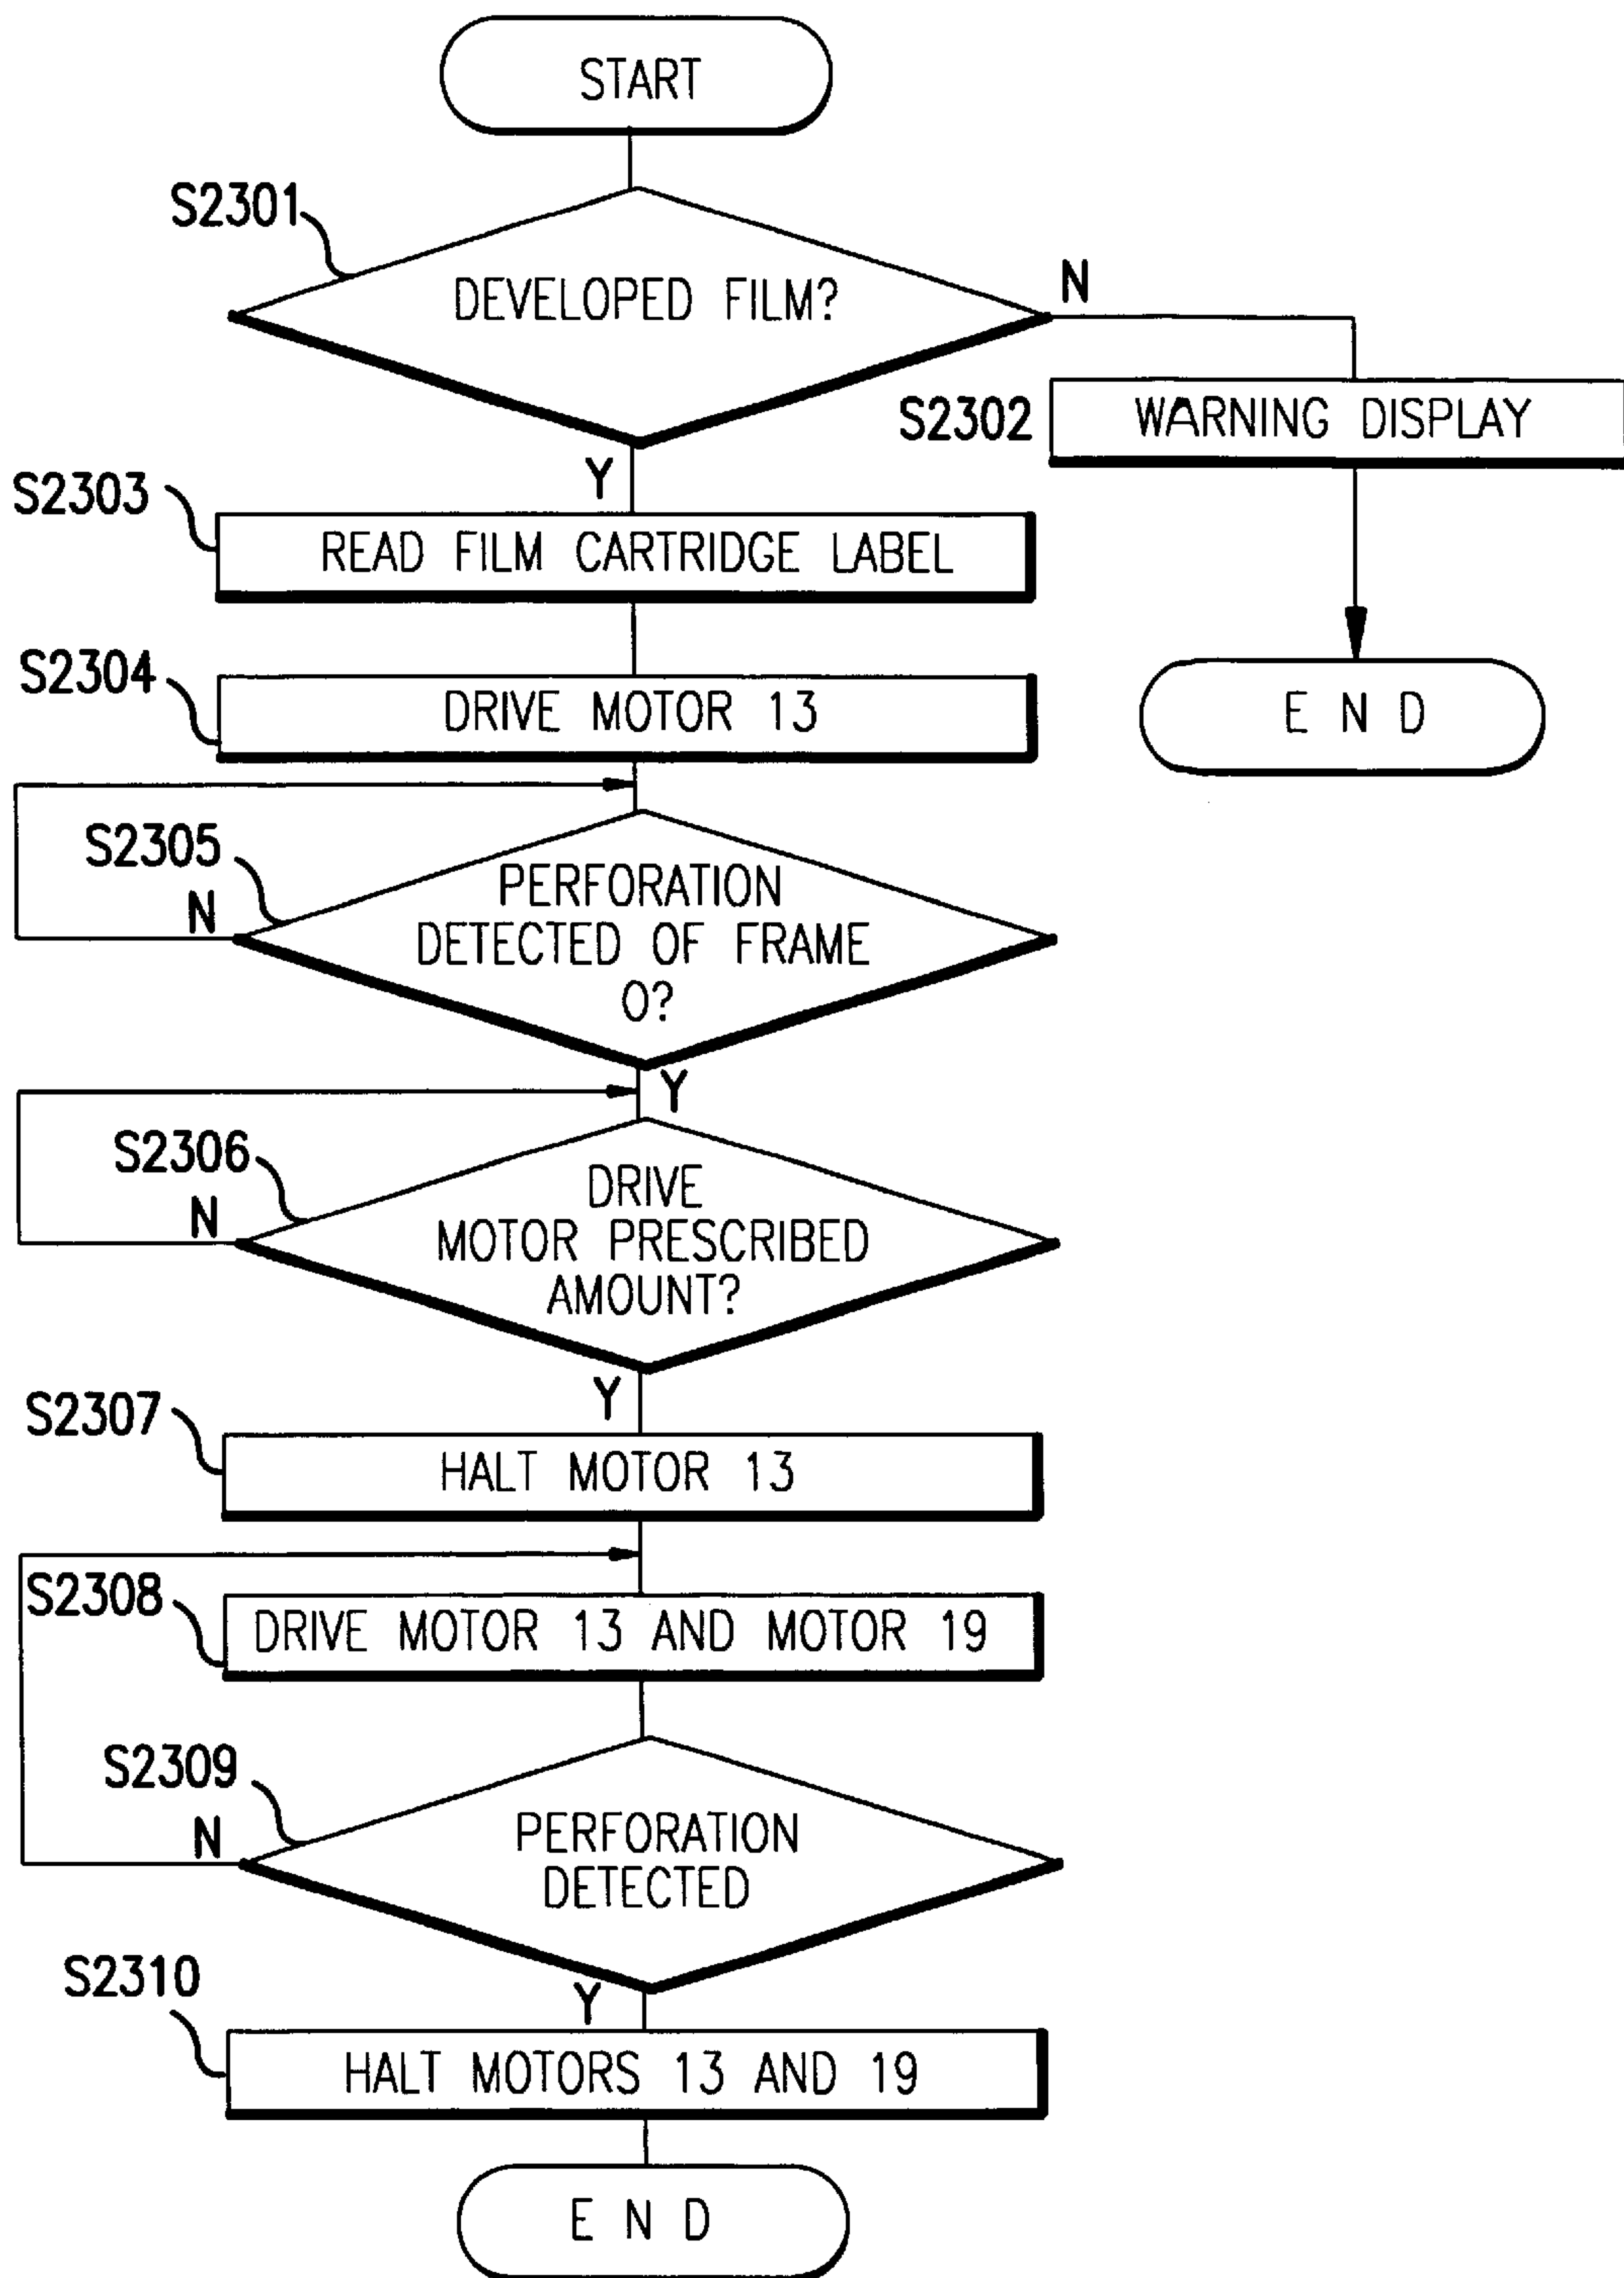 START
S2301
DEVELOPED FILM?
N
S2302
WARNING DISPLAY
E N D
Y
S2303
READ FILM CARTRIDGE LABEL
S2304
DRIVE MOTOR 13
S2305
N
PERFORATION
DETECTED OF FRAME
0?
Y
S2306
N
DRIVE
MOTOR PRESCRIBED
AMOUNT?
Y
S2307
HALT MOTOR 13
S2308
DRIVE MOTOR 13 AND MOTOR 19
S2309
N
PERFORATION
DETECTED
Y
S2310
HALT MOTORS 13 AND 19
E N D